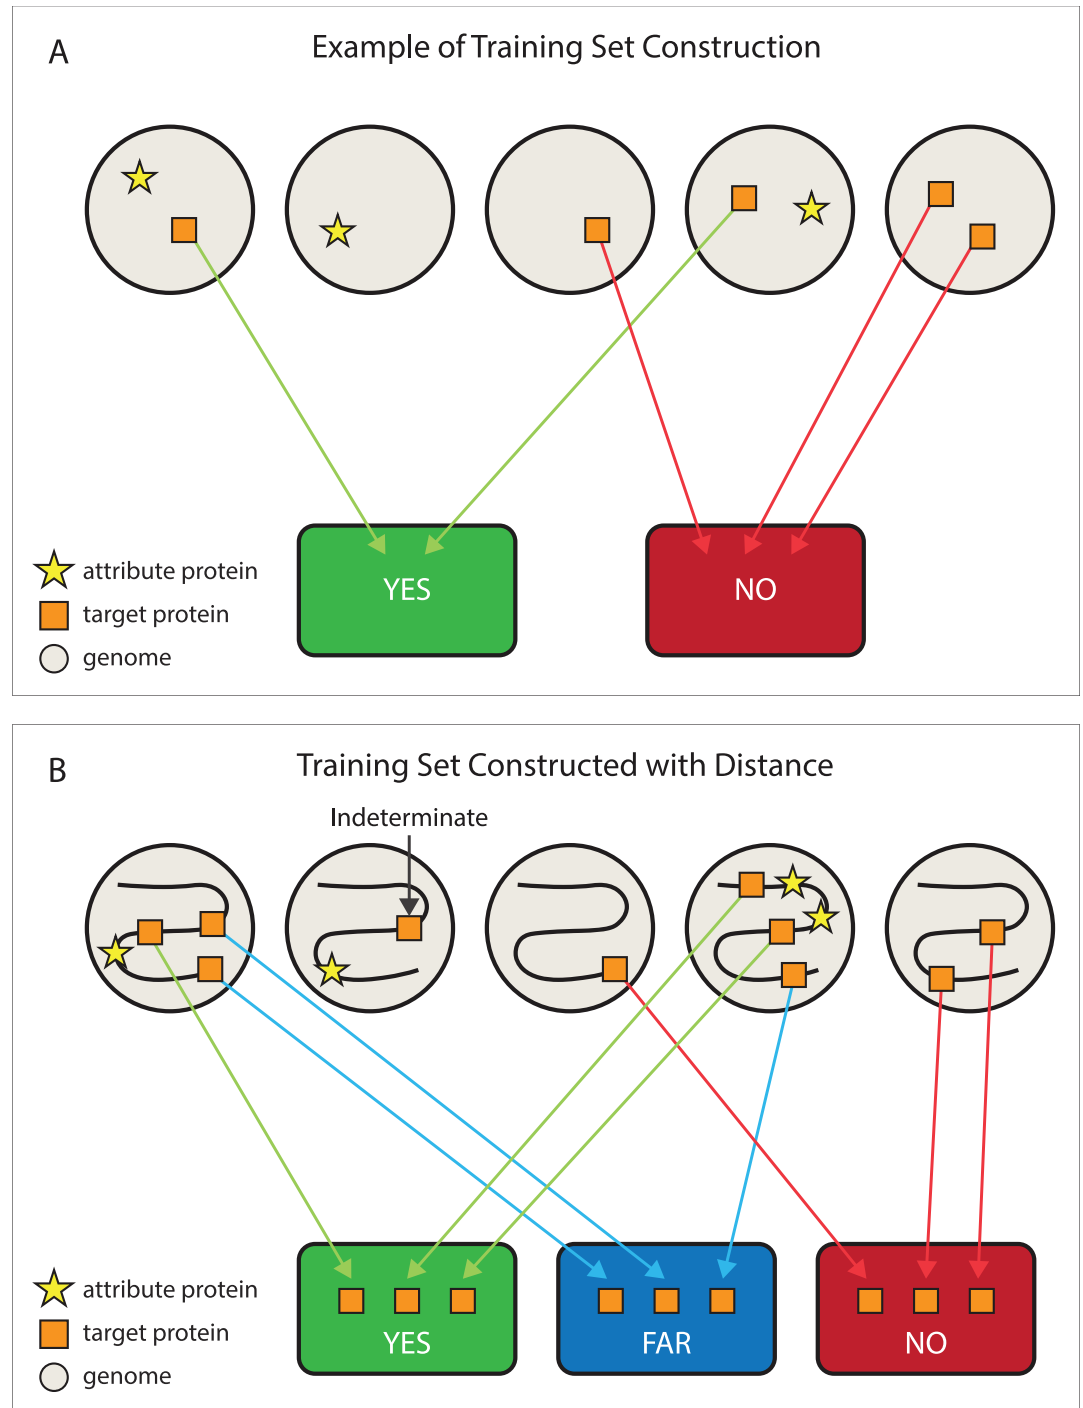 A
Example of Training Set Construction
YES
NO
attribute protein
target protein
genome
B
Training Set Constructed with Distance
Indeterminate
attribute protein
target protein
genome
YES
FAR
NO